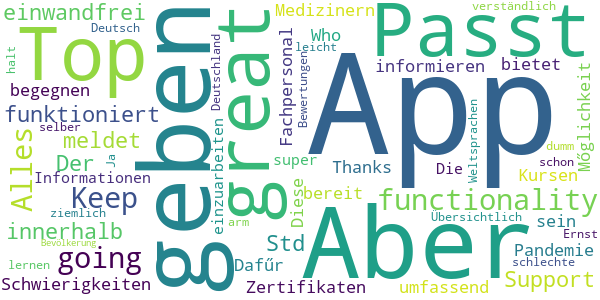 einwandfrei
Deutsch
halt
Top
begegnen
selber
funktioniert
Alles
meldet
Der
Ja
Informationen
Keep
ziemlich
innerhalb
Bevölkerung
lernen
going
Schwierigkeiten
geben
Deutschland
einzuarbeiten
great
arm
Dafür
Zertifikaten
Std
super
Diese
Medizinern
Fachpersonal
Who
leicht
Bewertungen
Thanks
bereit
App
Aber
umfassend
Passt
verständlich
informieren
bietet
Die
Weltsprachen
schon
dumm
Kursen
Möglichkeit
functionality
Übersichtlich
sein
Ernst
Pandemie
schlechte
Support